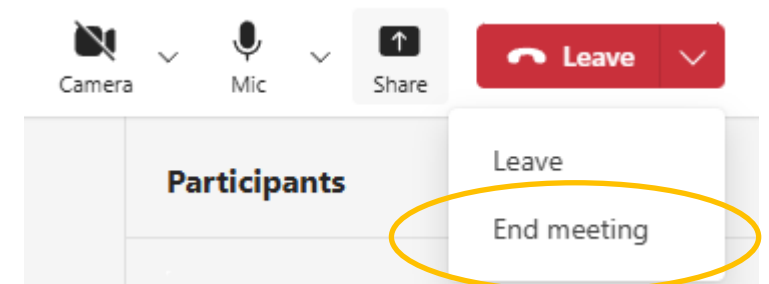 Camera
Mic
Share
Leave
Participants
Leave
End meeting